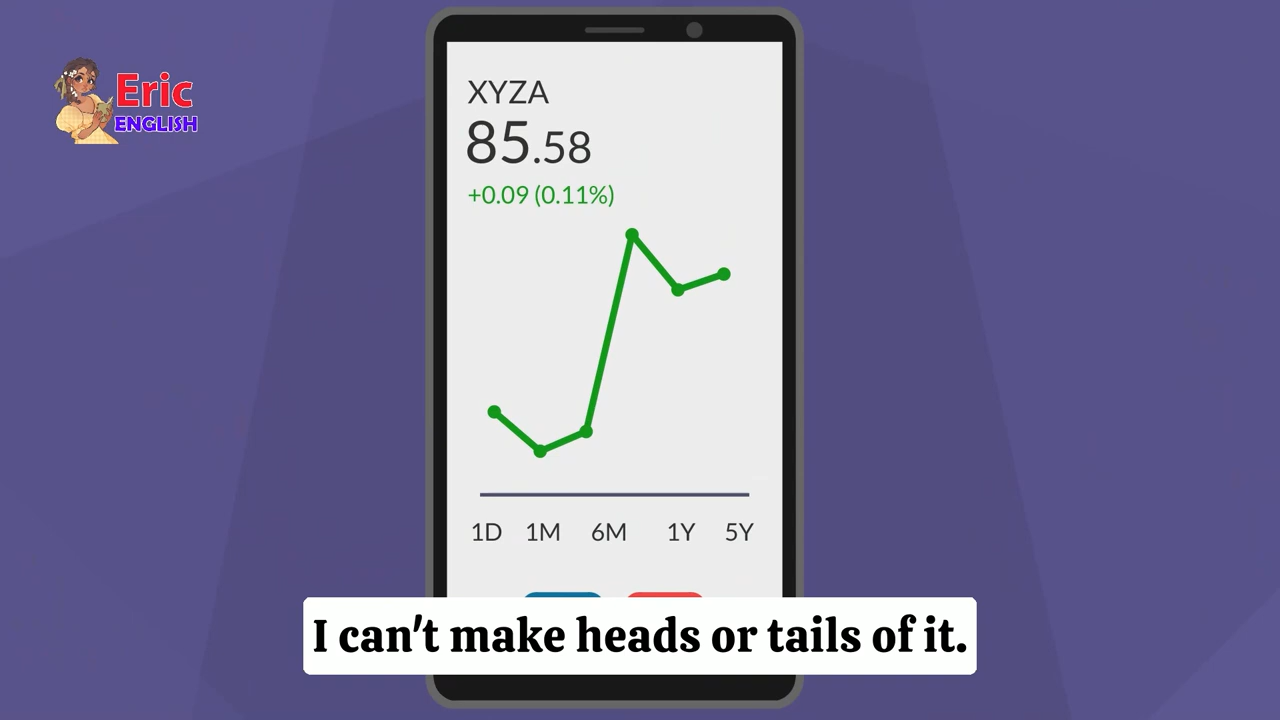 Eric
ENGLISH
XYZA
85.58
+0.09 (0.11%)
1D 1M 6M 1Y 5Y
I can't make heads or tails of it.